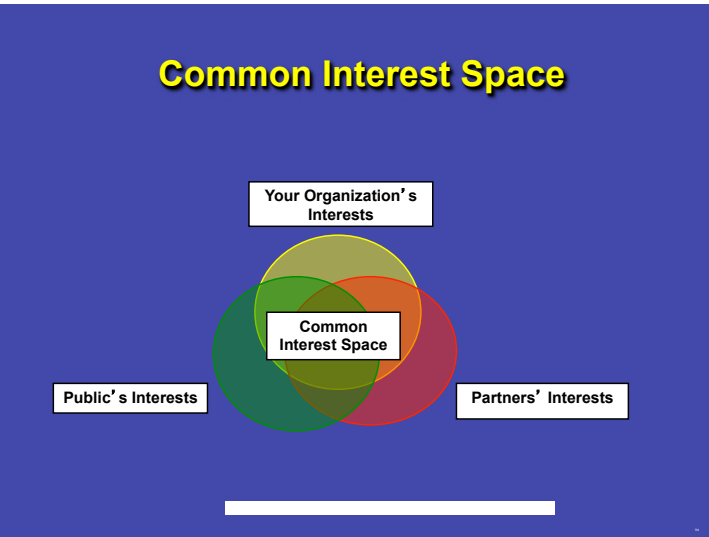 Common Interest Space
Your Organization’s
Interests
Common
Interest Space
Public’s Interests
Partners’ Interests